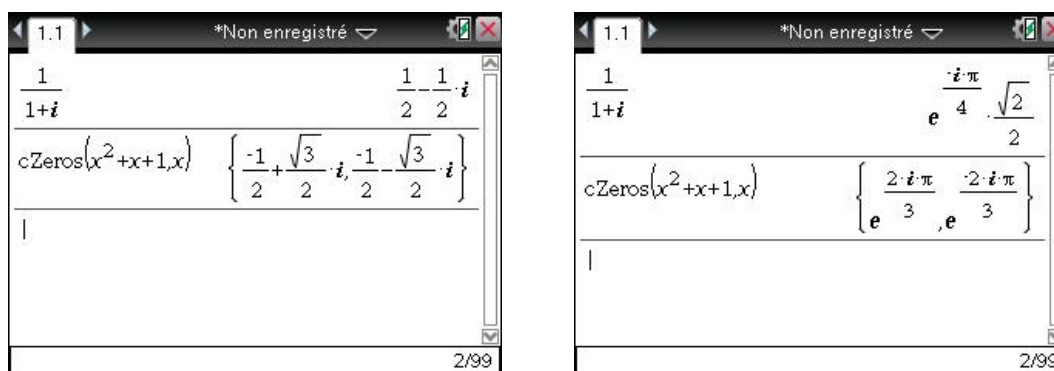 1.1 *Non enregistré
1/(1+i) 1/2-1/2·i
cZeros(x²+x+1,x) {-1/2+√3/2·i,-1/2-√3/2·i}
2/99
1.1 *Non enregistré
1/(1+i) e^(-i·π/4)·√2/2
cZeros(x²+x+1,x) {e^(2·i·π/3),e^(-2·i·π/3)}
2/99